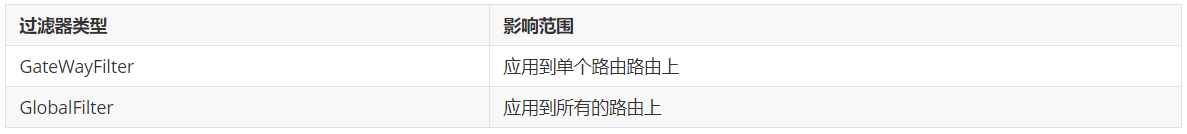 过滤器类型 影响范围
GateWayFilter 应用到单个路由路由上
GlobalFilter 应用到所有的路由上